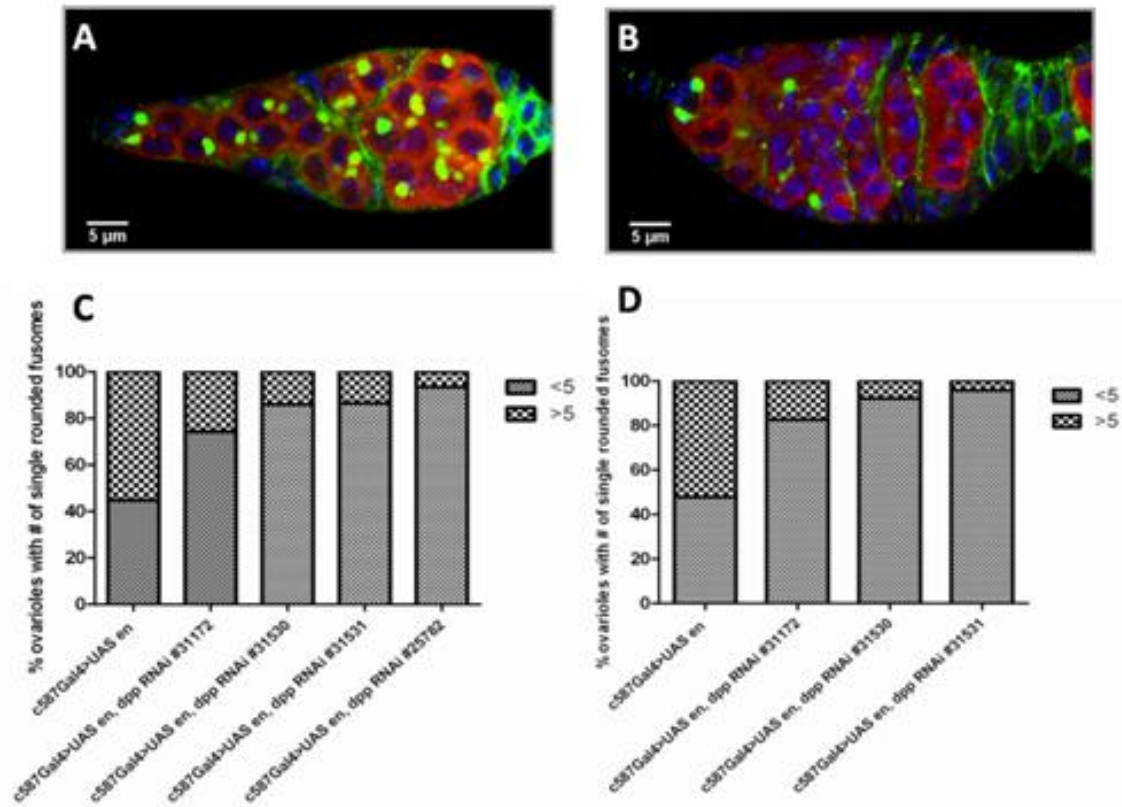 A
5 µm
B
5 µm
C
% ovarioles with # of single rounded fusomes
100
80
60
40
20
0
<5
>5
c587Gal4>UAS en
c587Gal4>UAS en, dpp RNAi #31172
c587Gal4>UAS en, dpp RNAi #31530
c587Gal4>UAS en, dpp RNAi #31531
c587Gal4>UAS en, dpp RNAi #25782
D
% ovarioles with # of single rounded fusomes
100
80
60
40
20
0
<5
>5
c587Gal4>UAS en
c587Gal4>UAS en, dpp RNAi #31172
c587Gal4>UAS en, dpp RNAi #31530
c587Gal4>UAS en, dpp RNAi #31531